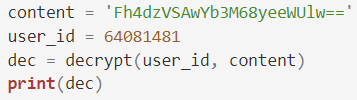 content = 'Fh4dzVSAwYb3M68yeeWUlw=='
user_id = 64081481
dec = decrypt(user_id, content)
print(dec)